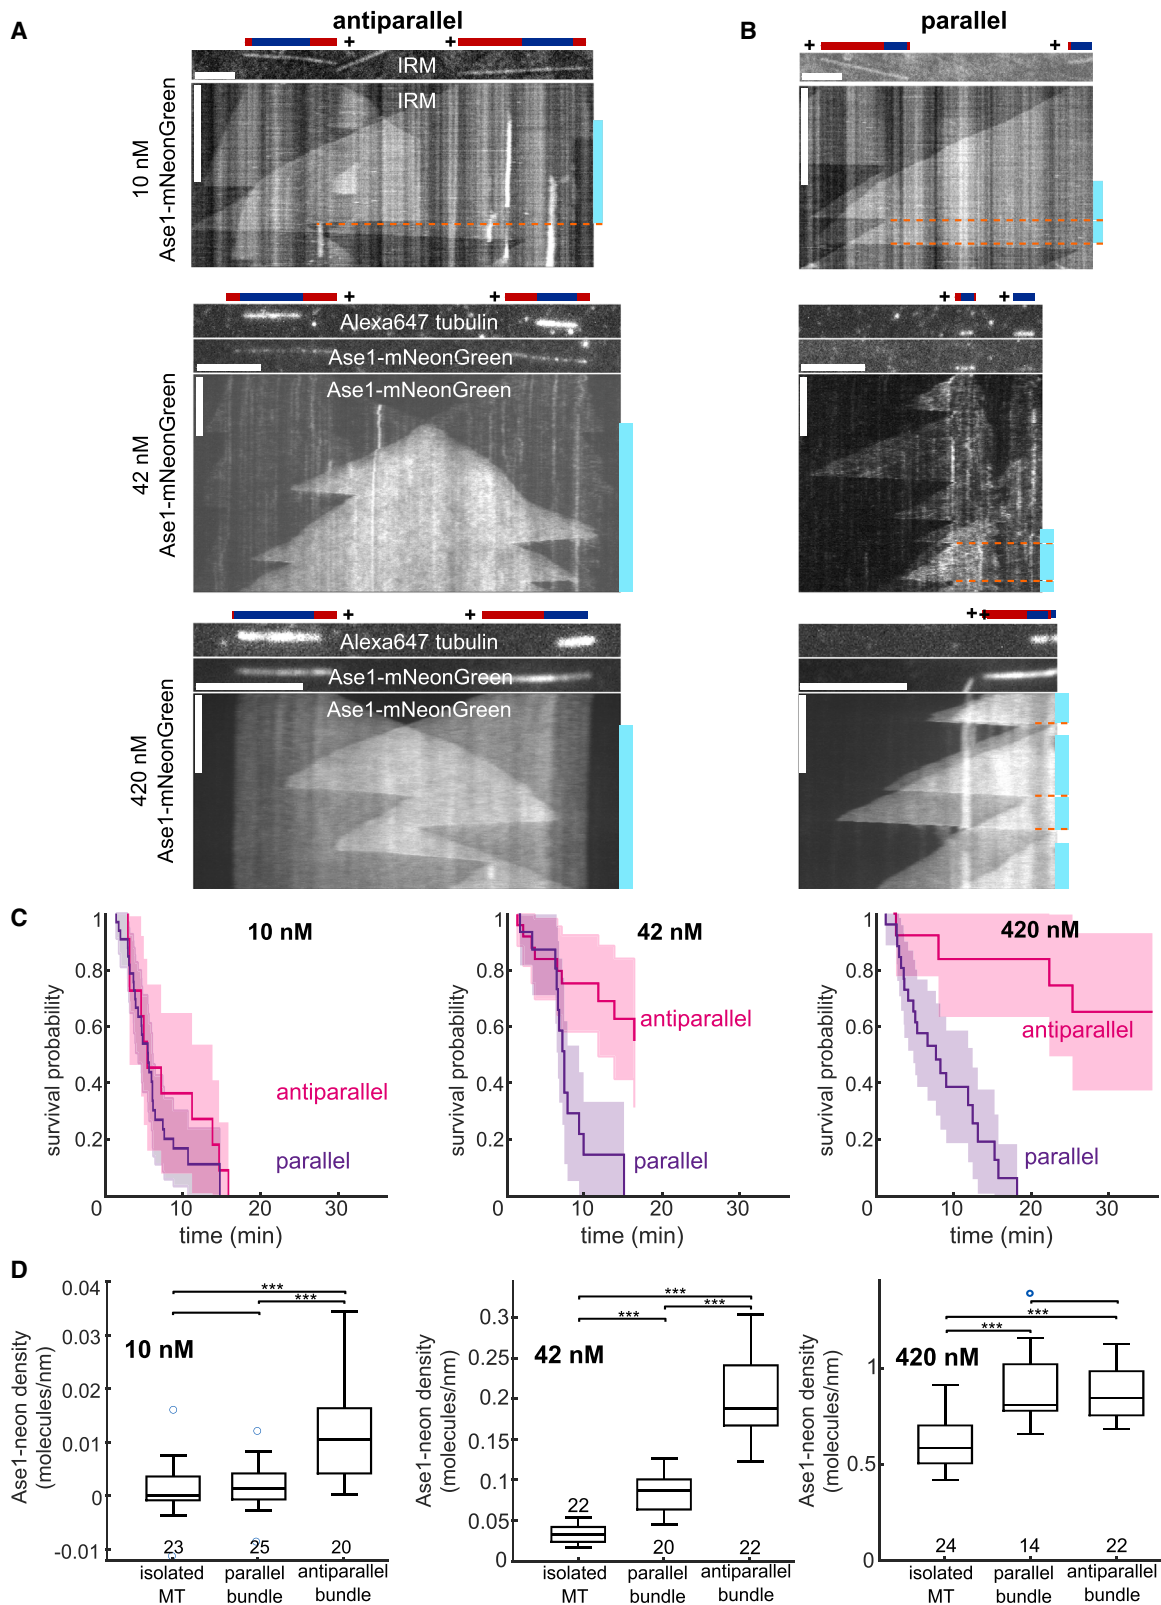 A
antiparallel
B
parallel
+ +
+ +
IRM
IRM
10 nM
Ase1-mNeonGreen
+ +
+ +
Alexa647 tubulin
Ase1-mNeonGreen
Ase1-mNeonGreen
42 nM
Ase1-mNeonGreen
+ +
+ +
Alexa647 tubulin
Ase1-mNeonGreen
Ase1-mNeonGreen
420 nM
Ase1-mNeonGreen
C
10 nM
survival probability
1
0.8
0.6
0.4
0.2
0 10 20 30
time (min)
antiparallel
parallel
42 nM
survival probability
1
0.8
0.6
0.4
0.2
0 10 20 30
time (min)
antiparallel
parallel
420 nM
survival probability
1
0.8
0.6
0.4
0.2
0 10 20 30
time (min)
antiparallel
parallel
D
Ase1-neon density
(molecules/nm)
0.04
0.03
0.02
0.01
0
-0.01
10 nM
***
***
23 25 20
isolated MT
parallel bundle
antiparallel bundle
Ase1-neon density
(molecules/nm)
0.3
0.25
0.2
0.15
0.1
0.05
0
42 nM
***
***
***
22 20 22
isolated MT
parallel bundle
antiparallel bundle
Ase1-neon density
(molecules/nm)
1
0.5
0
420 nM
***
***
24 14 22
isolated MT
parallel bundle
antiparallel bundle